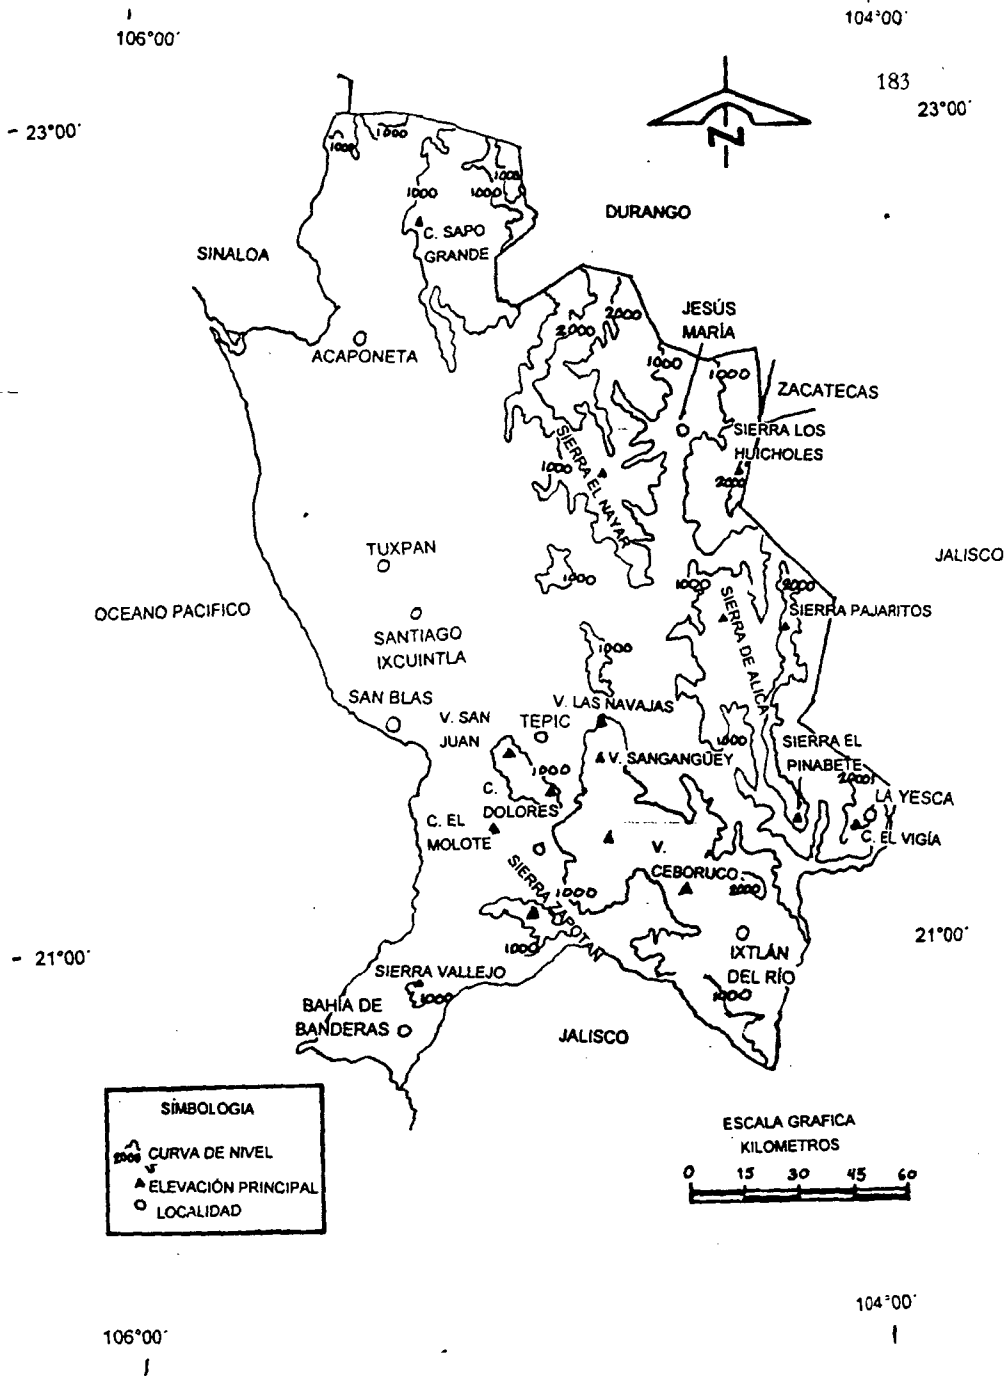 106°00'
104°00'
183
23°00'
23°00'
N
1000
1000
1000
1000
1000
DURANGO
C. SAPO
GRANDE
SINALOA
ACAPONETA
2000
2000
JESÚS
MARÍA
1000
1000
ZACATECAS
SIERRA LOS
HUICHOLES
2000
SIERRA EL NAYAR
1000
TUXPAN
JALISCO
1000
1000
2000
OCEANO PACIFICO
SIERRA PAJARITOS
SANTIAGO
IXCUINTLA
SIERRA DE ALICA
1000
SAN BLAS
V. SAN
JUAN
TEPIC
V. LAS NAVAJAS
1000
SIERRA EL
PINABETE
V. SANGANGÜEY
1000
2000
C.
DOLORES
LA YESCA
C. EL
MOLOTE
C. EL VIGÍA
V.
CEBORUCO
2000
SIERRA ZAPOTAN
1000
1000
21°00'
21°00'
IXTLÁN
DEL RÍO
SIERRA VALLEJO
1000
1000
BAHÍA DE
BANDERAS
JALISCO
SIMBOLOGIA
2000 CURVA DE NIVEL
ELEVACIÓN PRINCIPAL
LOCALIDAD
ESCALA GRAFICA
KILOMETROS
0 15 30 45 60
106°00'
104°00'